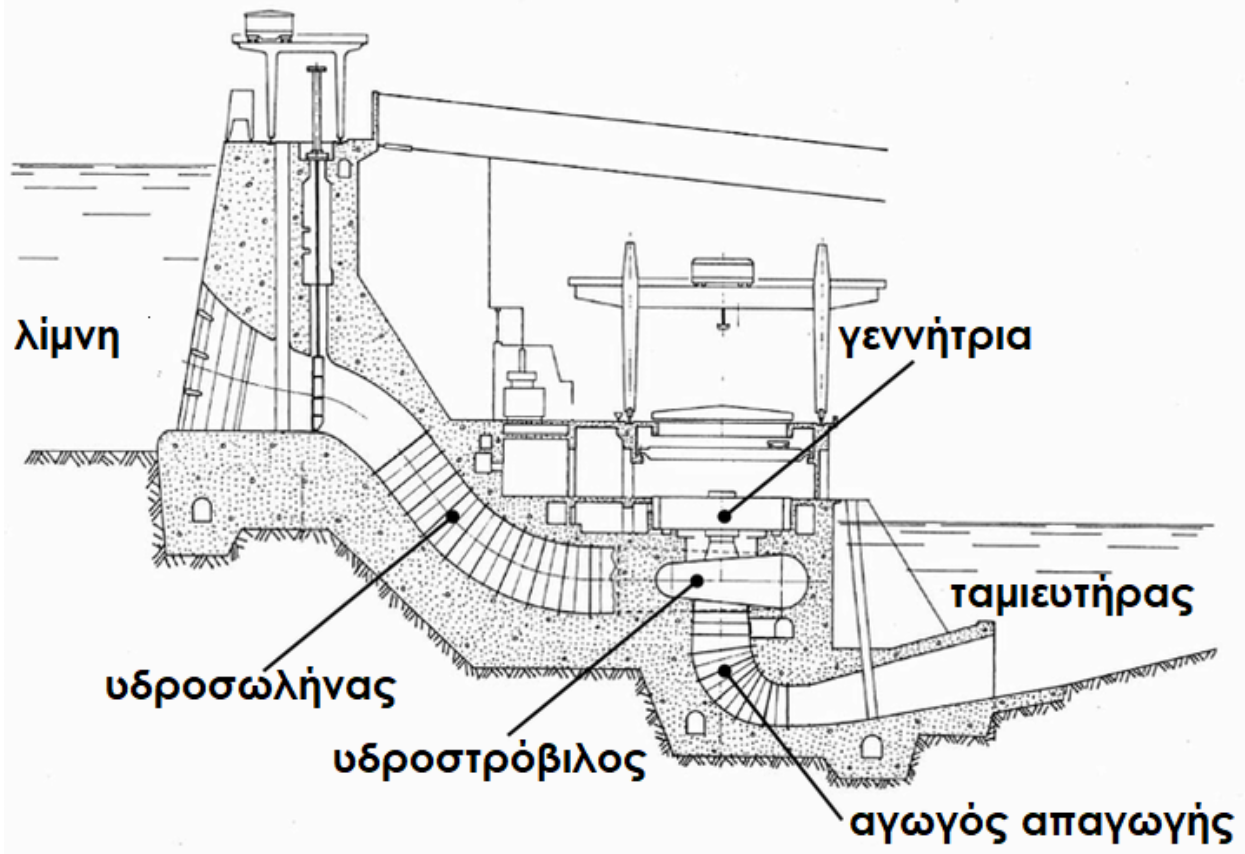 λίμνη
γεννήτρια
ταμιευτήρας
υδροσωλήνας
υδροστρόβιλος
αγωγός απαγωγής